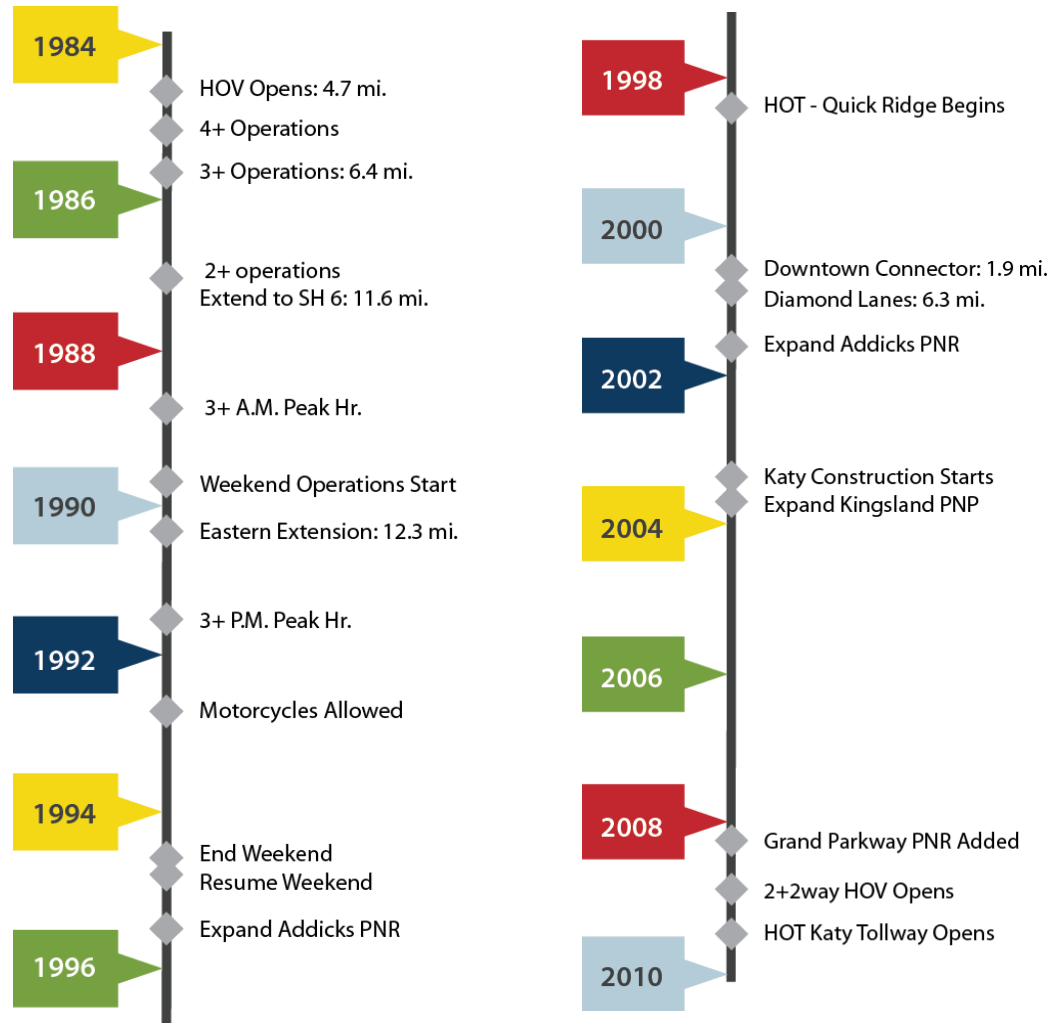 1984
HOV Opens: 4.7 mi.
4+ Operations
3+ Operations: 6.4 mi.
1986
2+ operations
Extend to SH 6: 11.6 mi.
1988
3+ A.M. Peak Hr.
Weekend Operations Start
1990
Eastern Extension: 12.3 mi.
3+ P.M. Peak Hr.
1992
Motorcycles Allowed
1994
End Weekend
Resume Weekend
Expand Addicks PNR
1996
1998
HOT - Quick Ridge Begins
2000
Downtown Connector: 1.9 mi.
Diamond Lanes: 6.3 mi.
Expand Addicks PNR
2002
Katy Construction Starts
Expand Kingsland PNP
2004
2006
2008
Grand Parkway PNR Added
2+2way HOV Opens
HOT Katy Tollway Opens
2010